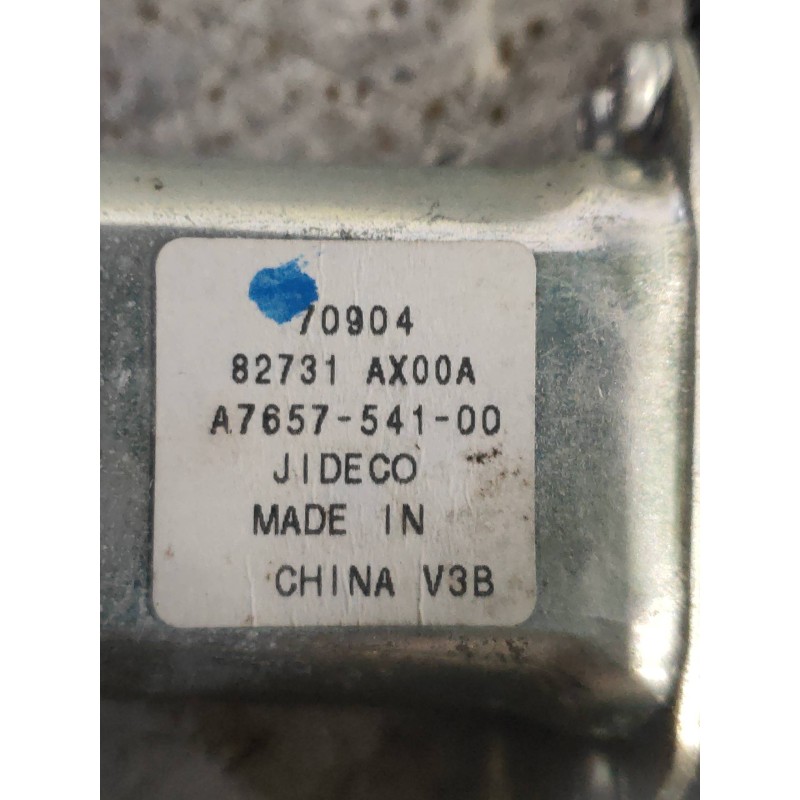 70904
82731 AX00A
A7657-541-00
JIDECO
MADE IN
CHINA V3B